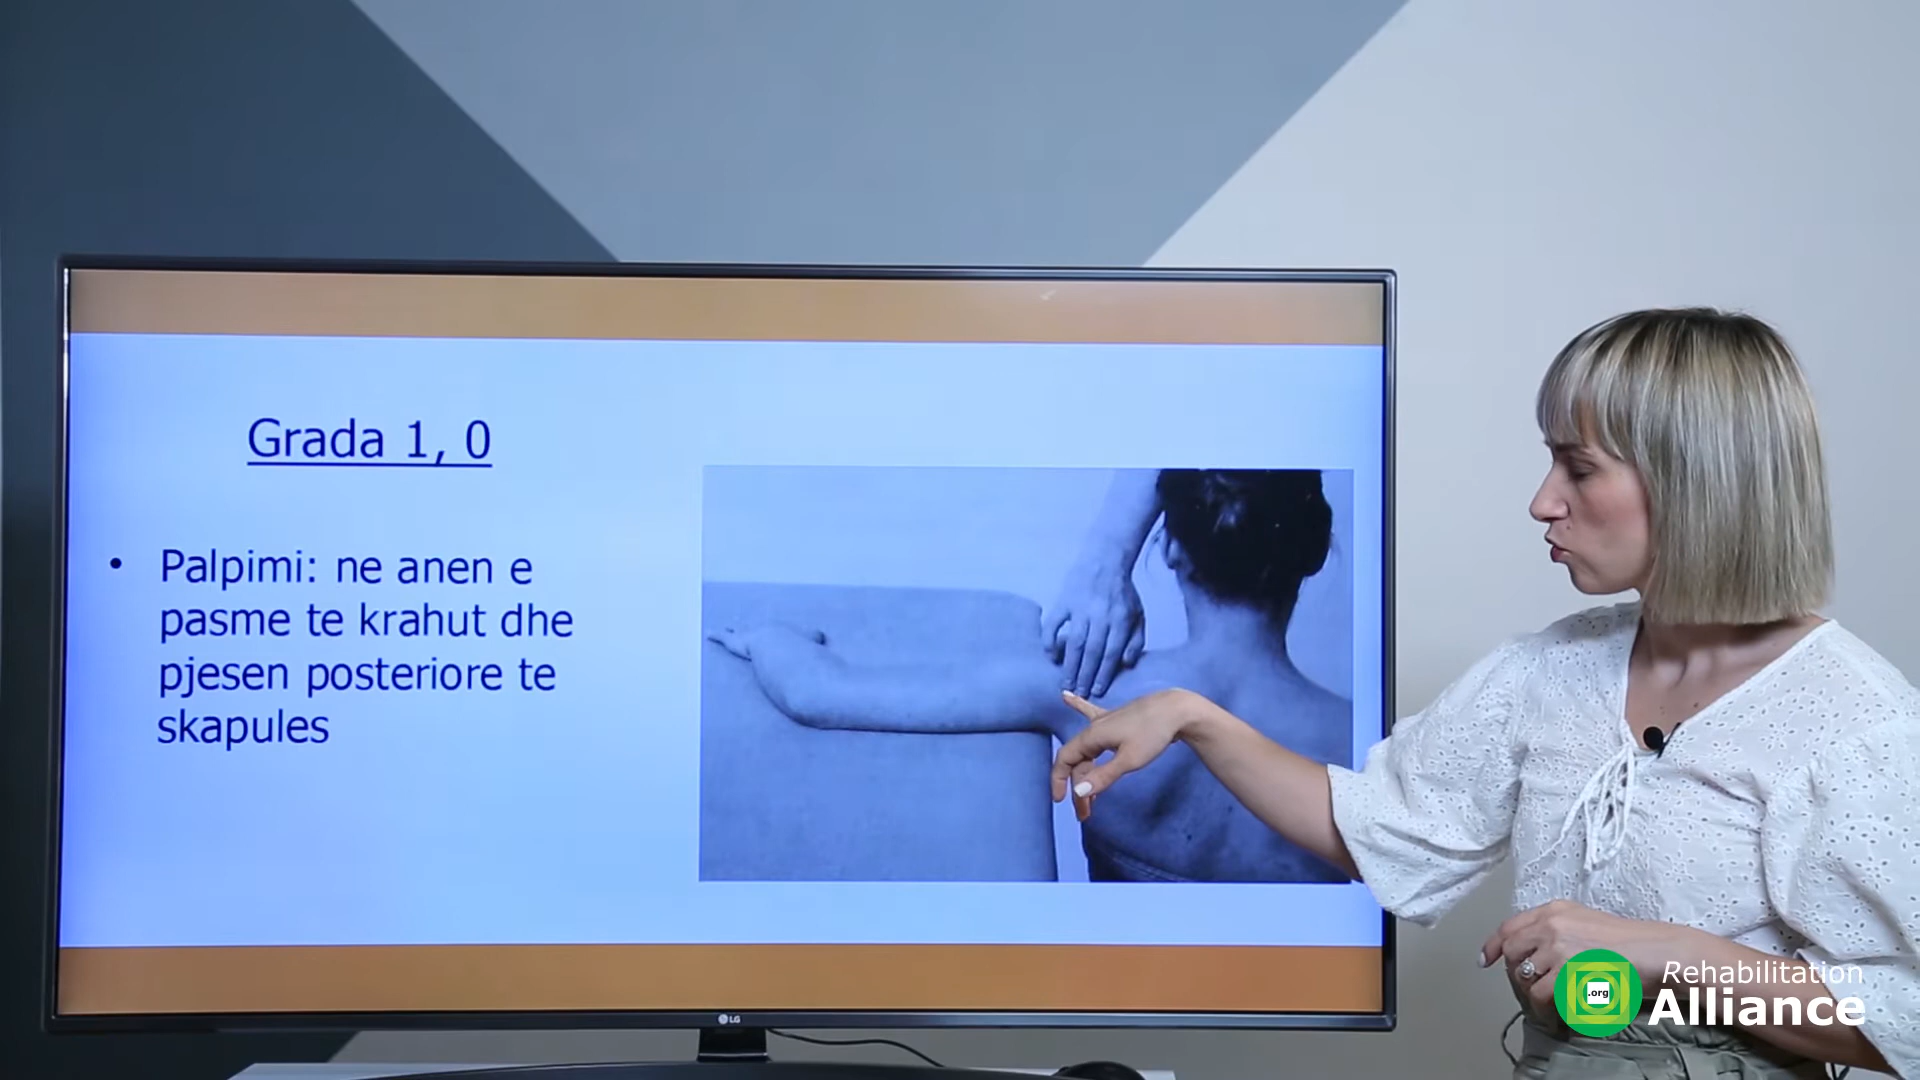 Grada 1, 0
• Palpimi: ne anen e
pasme te krahut dhe
pjesen posteriore te
skapules
LG
.org
Rehabilitation
Alliance